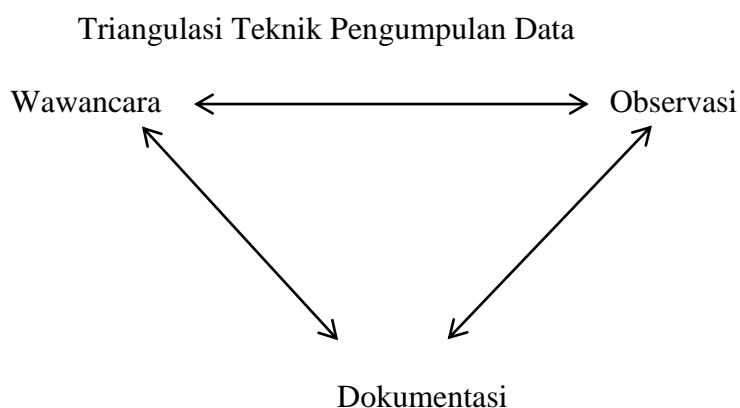 Triangulasi Teknik Pengumpulan Data
Wawancara Observasi
Dokumentasi